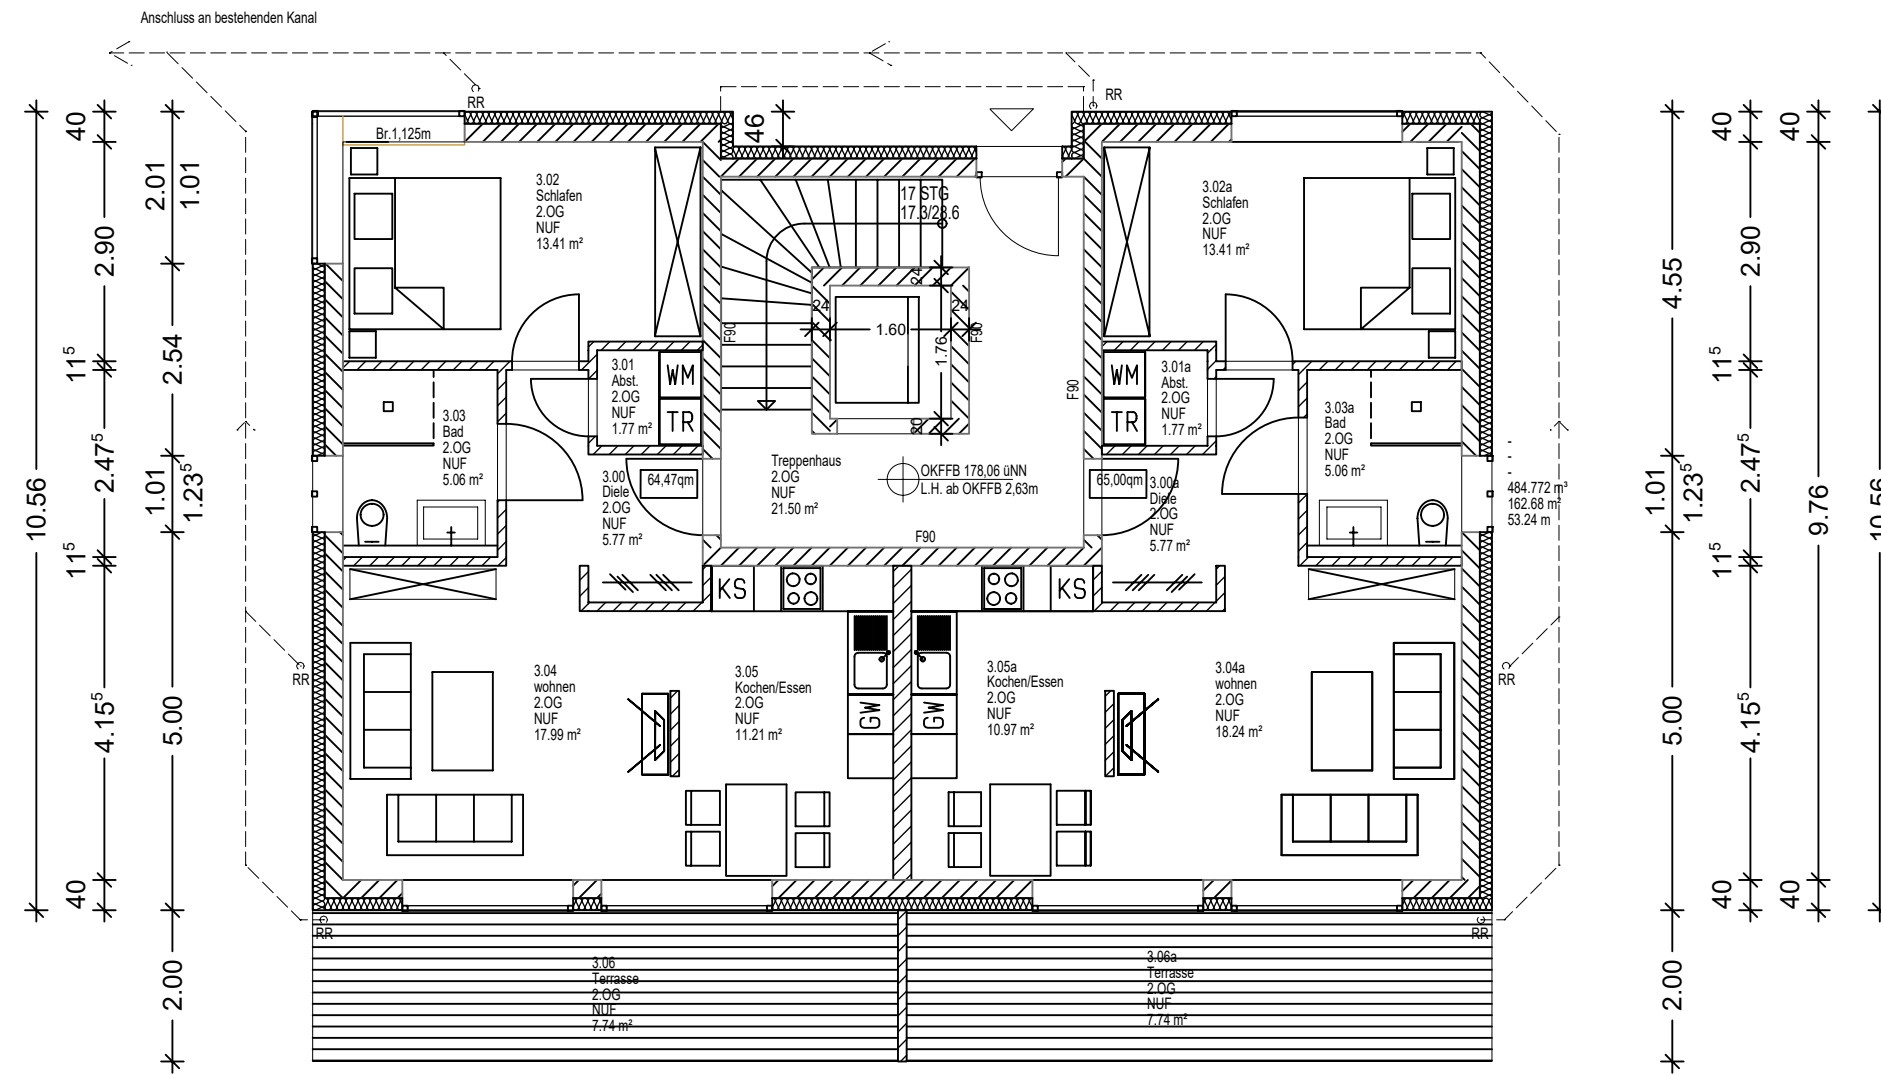 Anschluss an bestehenden Kanal
RR
RR
Br.1,125m
46
3.02
Schlafen
2.OG
NUF
13.41 m²
17 STG
17.3/28.6
3.02a
Schlafen
2.OG
NUF
13.41 m²
24
24
1.60
24
1.76
20
F90
F90
F90
F90
3.01
Abst.
2.OG
NUF
1.77 m²
WM
TR
WM
TR
3.01a
Abst.
2.OG
NUF
1.77 m²
3.03
Bad
2.OG
NUF
5.06 m²
3.03a
Bad
2.OG
NUF
5.06 m²
3.00
Diele
2.OG
NUF
5.77 m²
64,47qm
Treppenhaus
2.OG
NUF
21.50 m²
OKFFB 178,06 üNN
L.H. ab OKFFB 2,63m
65,00qm
3.00a
Diele
2.OG
NUF
5.77 m²
484.772 m³
162.68 m²
53.24 m
KS
KS
GW
GW
RR
RR
3.04
wohnen
2.OG
NUF
17.99 m²
3.05
Kochen/Essen
2.OG
NUF
11.21 m²
3.05a
Kochen/Essen
2.OG
NUF
10.97 m²
3.04a
wohnen
2.OG
NUF
18.24 m²
RR
RR
3.06
Terrasse
2.OG
NUF
7.74 m²
3.06a
Terrasse
2.OG
NUF
7.74 m²
10.56
40
2.90
11⁵
2.47⁵
11⁵
4.15⁵
40
2.01
1.01
2.54
1.01
1.23⁵
5.00
2.00
4.55
1.01
1.23⁵
5.00
2.00
40
2.90
11⁵
2.47⁵
11⁵
4.15⁵
40
40
9.76
40
10.56